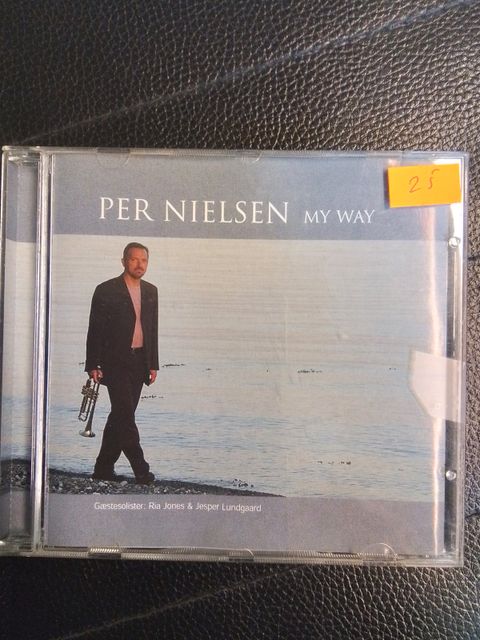 25
PER NIELSEN MY WAY
Gæstesolister: Ria Jones & Jesper Lundgaard